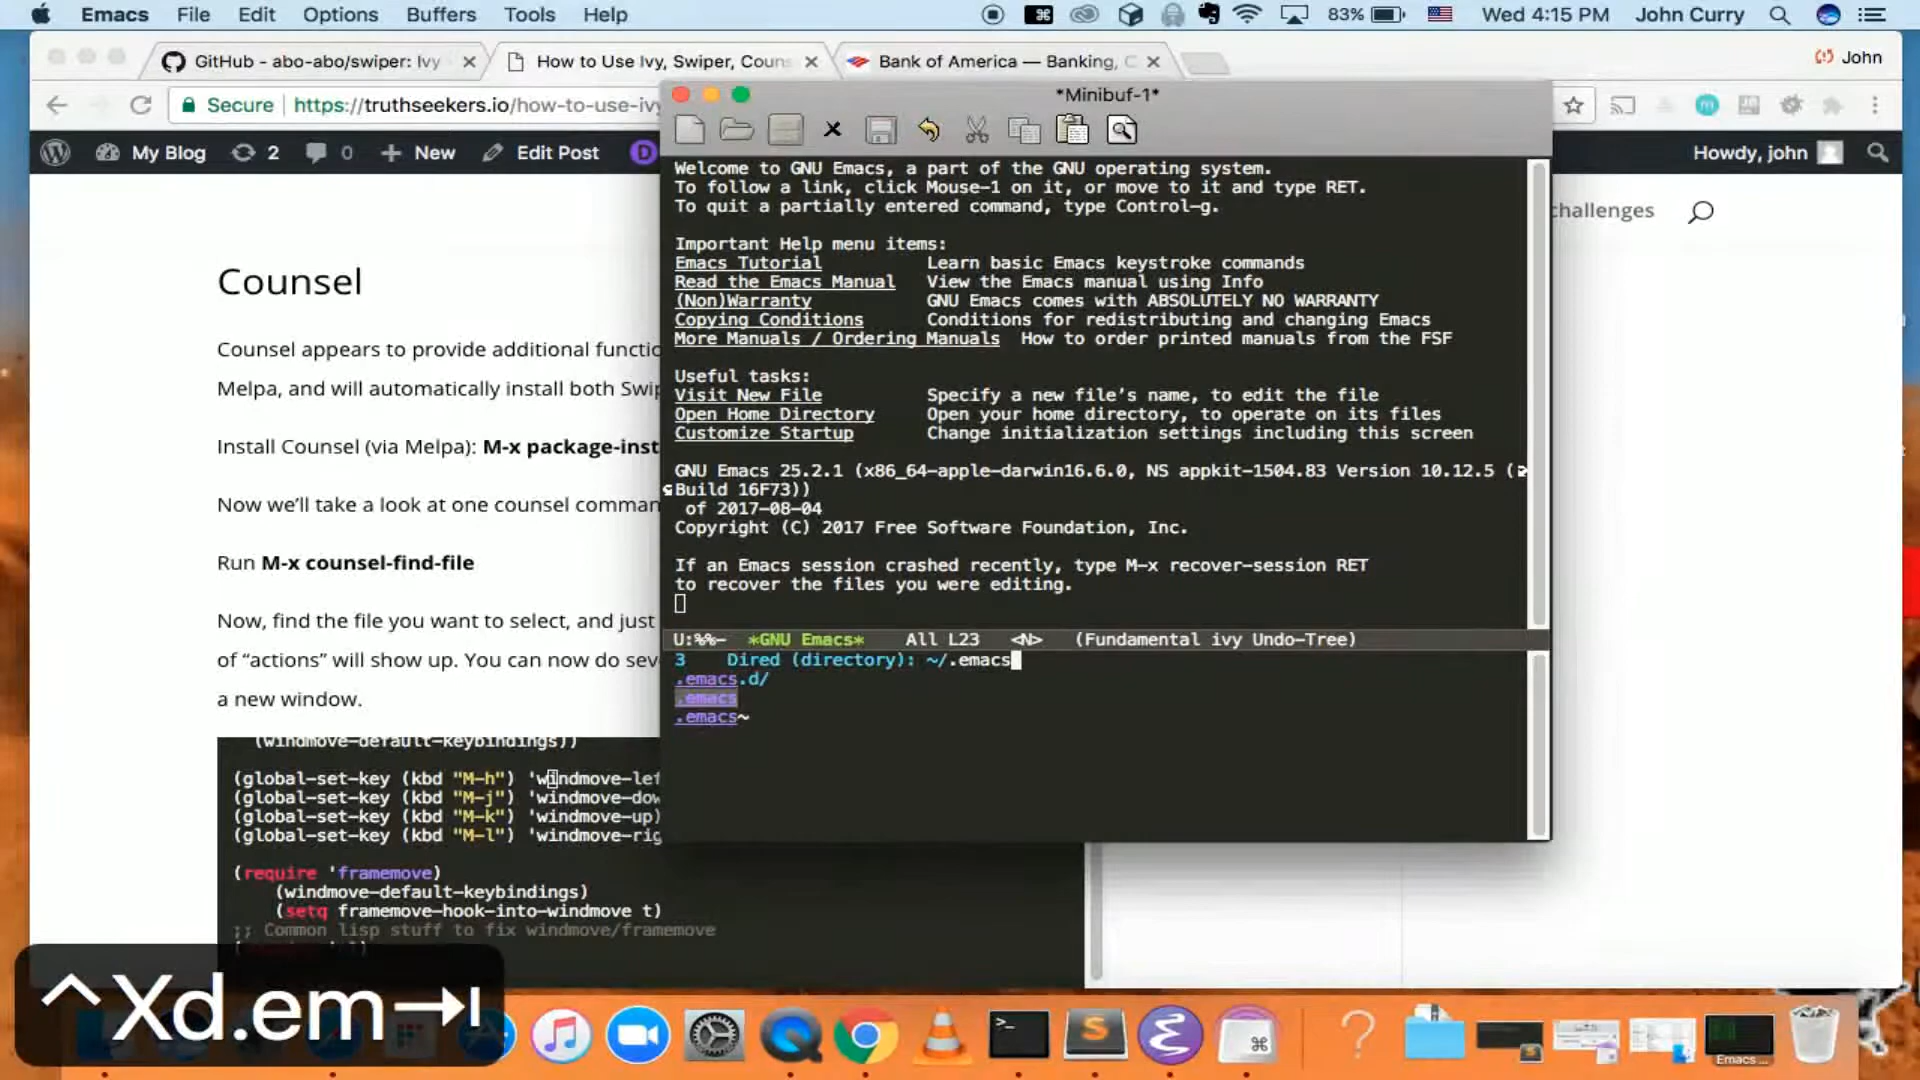 Emacs File Edit Options Buffers Tools Help 83% Wed 4:15 PM John Curry
GitHub - abo-abo/swiper: Ivy
How to Use Ivy, Swiper, Couns
Bank of America — Banking, C
John
Secure https://truthseekers.io/how-to-use-ivy
My Blog 2 0 New Edit Post D
Howdy, john
challenges
Counsel
Counsel appears to provide additional functio
Melpa, and will automatically install both Swip
Install Counsel (via Melpa): M-x package-inst
Now we'll take a look at one counsel comman
Run M-x counsel-find-file
Now, find the file you want to select, and just
of “actions” will show up. You can now do sev
a new window.
(windmove-default-keybindings))
(global-set-key (kbd "M-h") 'windmove-lef
(global-set-key (kbd "M-j") 'windmove-dow
(global-set-key (kbd "M-k") 'windmove-up)
(global-set-key (kbd "M-l") 'windmove-rig
(require 'framemove)
(windmove-default-keybindings)
(setq framemove-hook-into-windmove t)
;; Common lisp stuff to fix windmove/framemove
*Minibuf-1*
Welcome to GNU Emacs, a part of the GNU operating system.
To follow a link, click Mouse-1 on it, or move to it and type RET.
To quit a partially entered command, type Control-g.
Important Help menu items:
Emacs Tutorial Learn basic Emacs keystroke commands
Read the Emacs Manual View the Emacs manual using Info
(Non)Warranty GNU Emacs comes with ABSOLUTELY NO WARRANTY
Copying Conditions Conditions for redistributing and changing Emacs
More Manuals / Ordering Manuals How to order printed manuals from the FSF
Useful tasks:
Visit New File Specify a new file's name, to edit the file
Open Home Directory Open your home directory, to operate on its files
Customize Startup Change initialization settings including this screen
GNU Emacs 25.2.1 (x86_64-apple-darwin16.6.0, NS appkit-1504.83 Version 10.12.5 (
Build 16F73))
of 2017-08-04
Copyright (C) 2017 Free Software Foundation, Inc.
If an Emacs session crashed recently, type M-x recover-session RET
to recover the files you were editing.
U:%%- *GNU Emacs* All L23 <N> (Fundamental ivy Undo-Tree)
3 Dired (directory): ~/.emacs
.emacs.d/
.emacs
.emacs~
^Xd.em⇥
Emacs ...